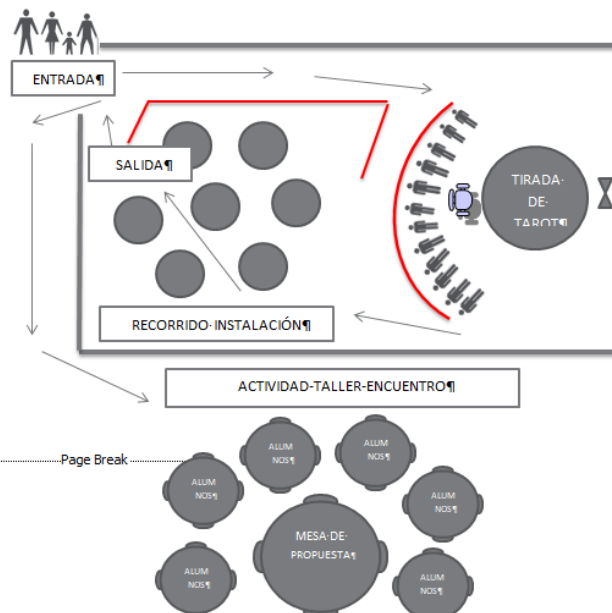 ENTRADA¶
SALIDA¶
TIRADA·
DE·
TAROT¶
RECORRIDO·INSTALACIÓN¶
ACTIVIDAD-TALLER-ENCUENTRO¶
Page Break
ALUM
NOS¶
ALUM
NOS¶
ALUM
NOS¶
ALUM
NOS¶
MESA·DE·
PROPUESTA¶
ALUM
NOS¶
ALUM
NOS¶